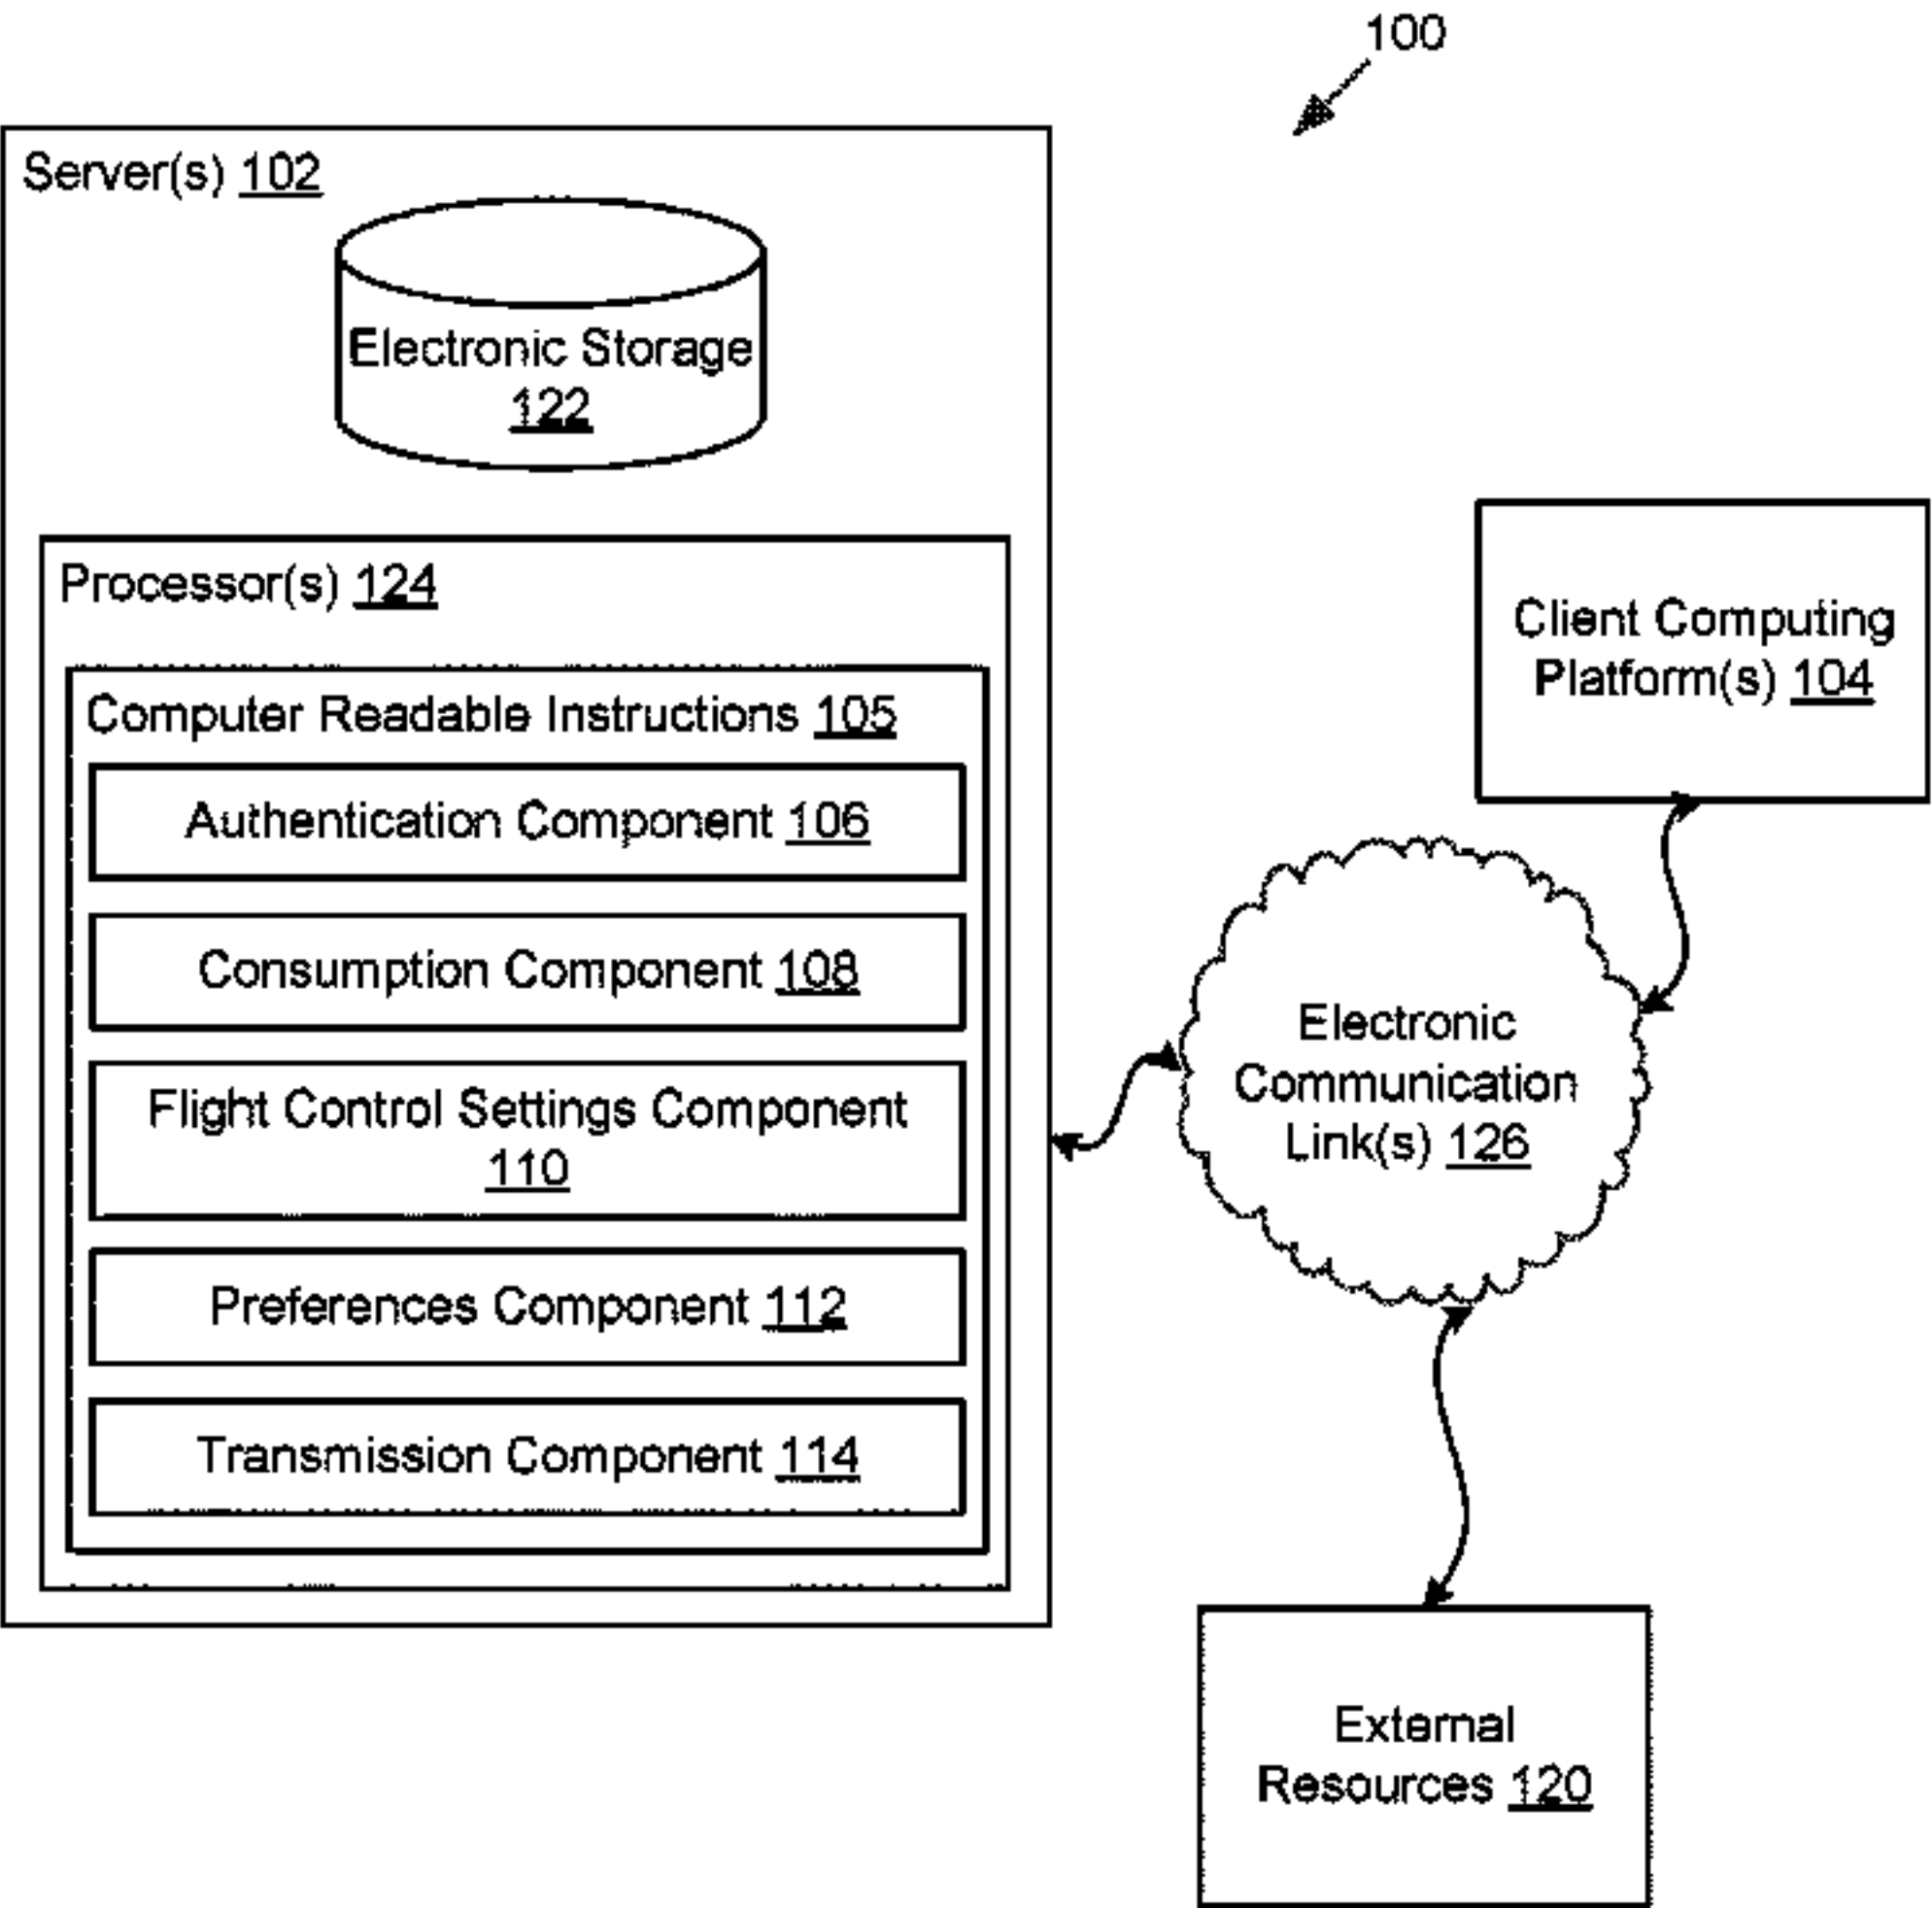 100
Server(s) 102
Electronic Storage
122
Processor(s) 124
Computer Readable Instructions 105
Authentication Component 106
Consumption Component 108
Flight Control Settings Component
110
Preferences Component 112
Transmission Component 114
Client Computing
Platform(s) 104
Electronic
Communication
Link(s) 126
External
Resources 120